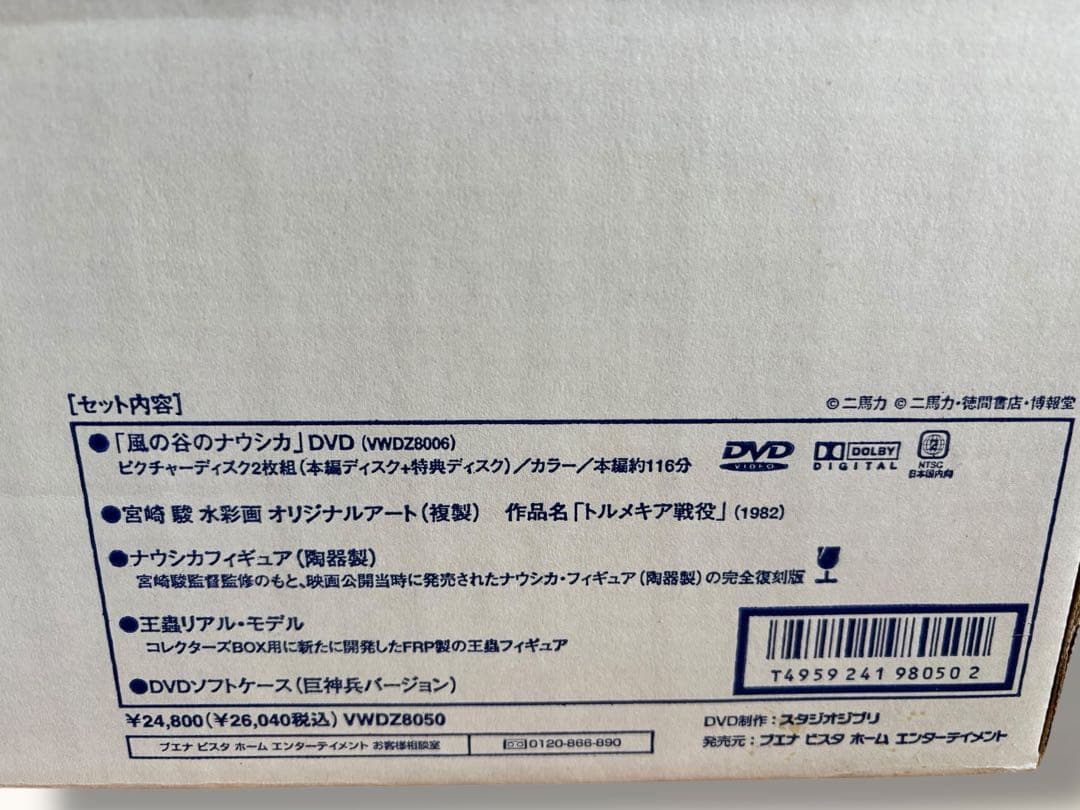 [セット内容]
©二馬力 ©二馬力・徳間書店・博報堂
●「風の谷のナウシカ」DVD (VWDZ8006)
ピクチャーディスク2枚組(本編ディスク+特典ディスク)/カラー/本編約116分
DVD VIDEO
DOLBY DIGITAL
2
NTSC
日本国内向
●宮崎 駿 水彩画 オリジナルアート(複製) 作品名「トルメキア戦役」(1982)
●ナウシカフィギュア(陶器製)
宮崎駿監督監修のもと、映画公開当時に発売されたナウシカ・フィギュア(陶器製)の完全復刻版
●王蟲リアル・モデル
コレクターズBOX用に新たに開発したFRP製の王蟲フィギュア
●DVDソフトケース(巨神兵バージョン)
T4959241980502
¥24,800(¥26,040税込) VWDZ8050
DVD制作:スタジオジブリ
発売元:ブエナ ビスタ ホーム エンターテイメント
ブエナ ビスタ ホーム エンターテイメント お客様相談室 0120-866-890